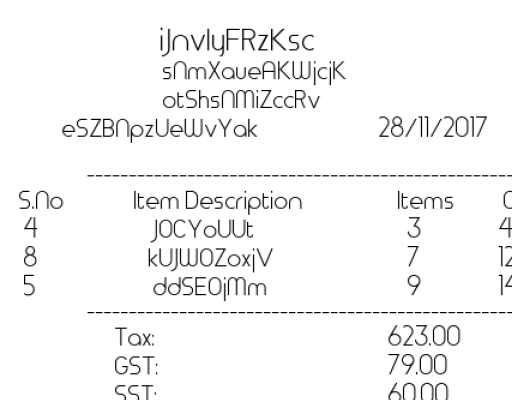 iJnvIyFRzKsc
sNmXaueAKWjcjK
otShsNMiZccRv
eSZBNpzUeWvYak 28/11/2017
S.No Item Description Items
4 JOCYoUUt 3 4
8 kUJWOZoxjV 7 12
5 ddSEOjMm 9 14
Tax: 623.00
GST: 79.00
SST: 60.00